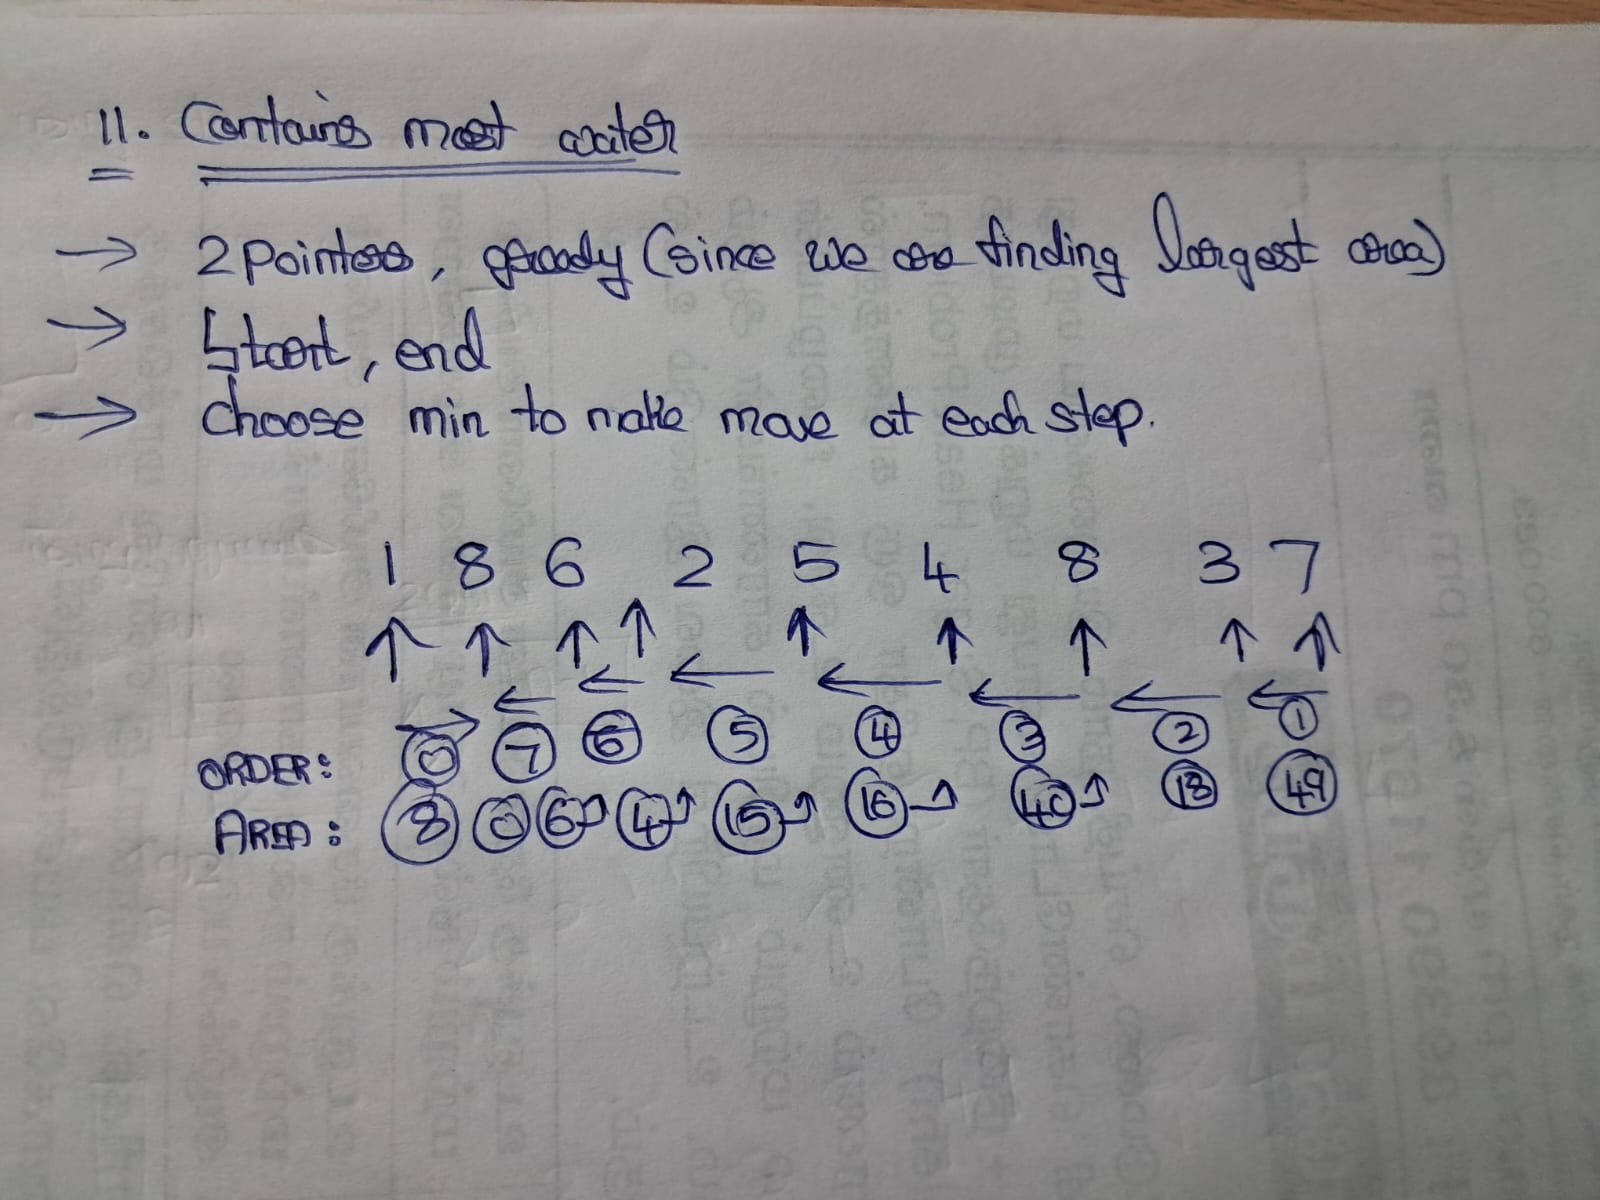 11. Contains most water
→ 2 pointers, greedy (since we are finding largest area)
→ Start, end
→ choose min to make move at each step.
1 8 6 2 5 4 8 3 7
ORDER: 0 7 6 5 4 3 2 1
AREA: 8 0 6 4 15 16 40 18 49